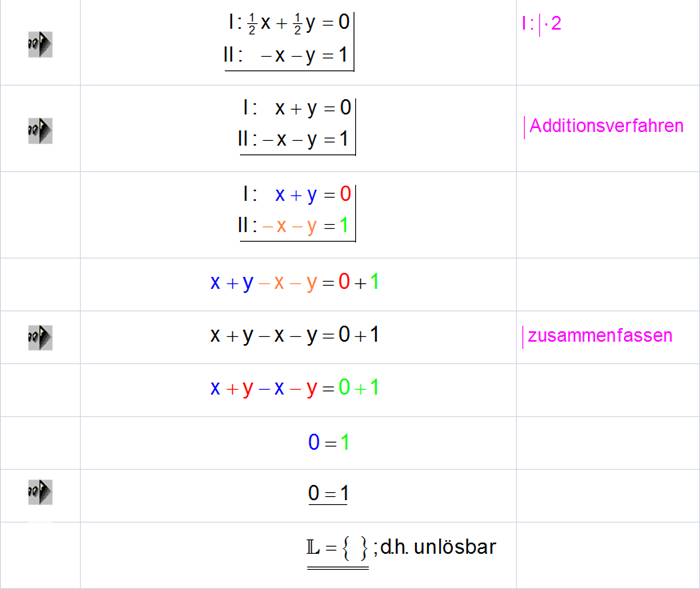 I: ½x + ½y = 0 I: | · 2
II: −x − y = 1
I: x + y = 0
II: −x − y = 1 | Additionsverfahren
I: x + y = 0
II: −x − y = 1
x + y − x − y = 0 + 1
x + y − x − y = 0 + 1 | zusammenfassen
x + y − x − y = 0 + 1
0 = 1
0 = 1
𝕃 = { } ; d.h. unlösbar